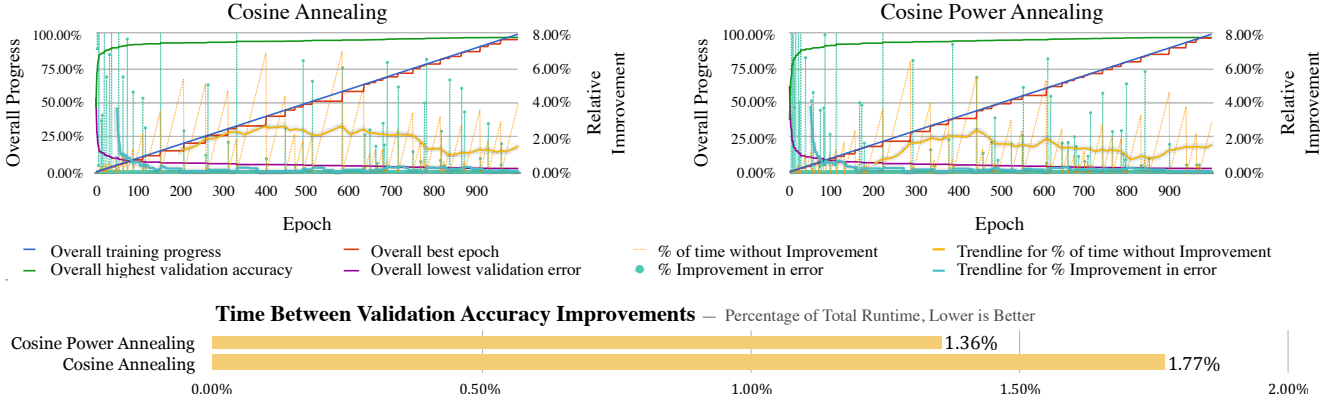 Cosine Annealing
Cosine Power Annealing
Overall Progress
100.00%
75.00%
50.00%
25.00%
0.00%
8.00%
6.00%
4.00%
2.00%
0.00%
Relative
Improvement
0 100 200 300 400 500 600 700 800 900
Epoch
Overall Progress
100.00%
75.00%
50.00%
25.00%
0.00%
8.00%
6.00%
4.00%
2.00%
0.00%
Relative
Improvement
0 100 200 300 400 500 600 700 800 900
Epoch
Overall training progress
Overall best epoch
% of time without Improvement
Trendline for % of time without Improvement
Overall highest validation accuracy
Overall lowest validation error
% Improvement in error
Trendline for % Improvement in error
Time Between Validation Accuracy Improvements — Percentage of Total Runtime, Lower is Better
Cosine Power Annealing 1.36%
Cosine Annealing 1.77%
0.00% 0.50% 1.00% 1.50% 2.00%